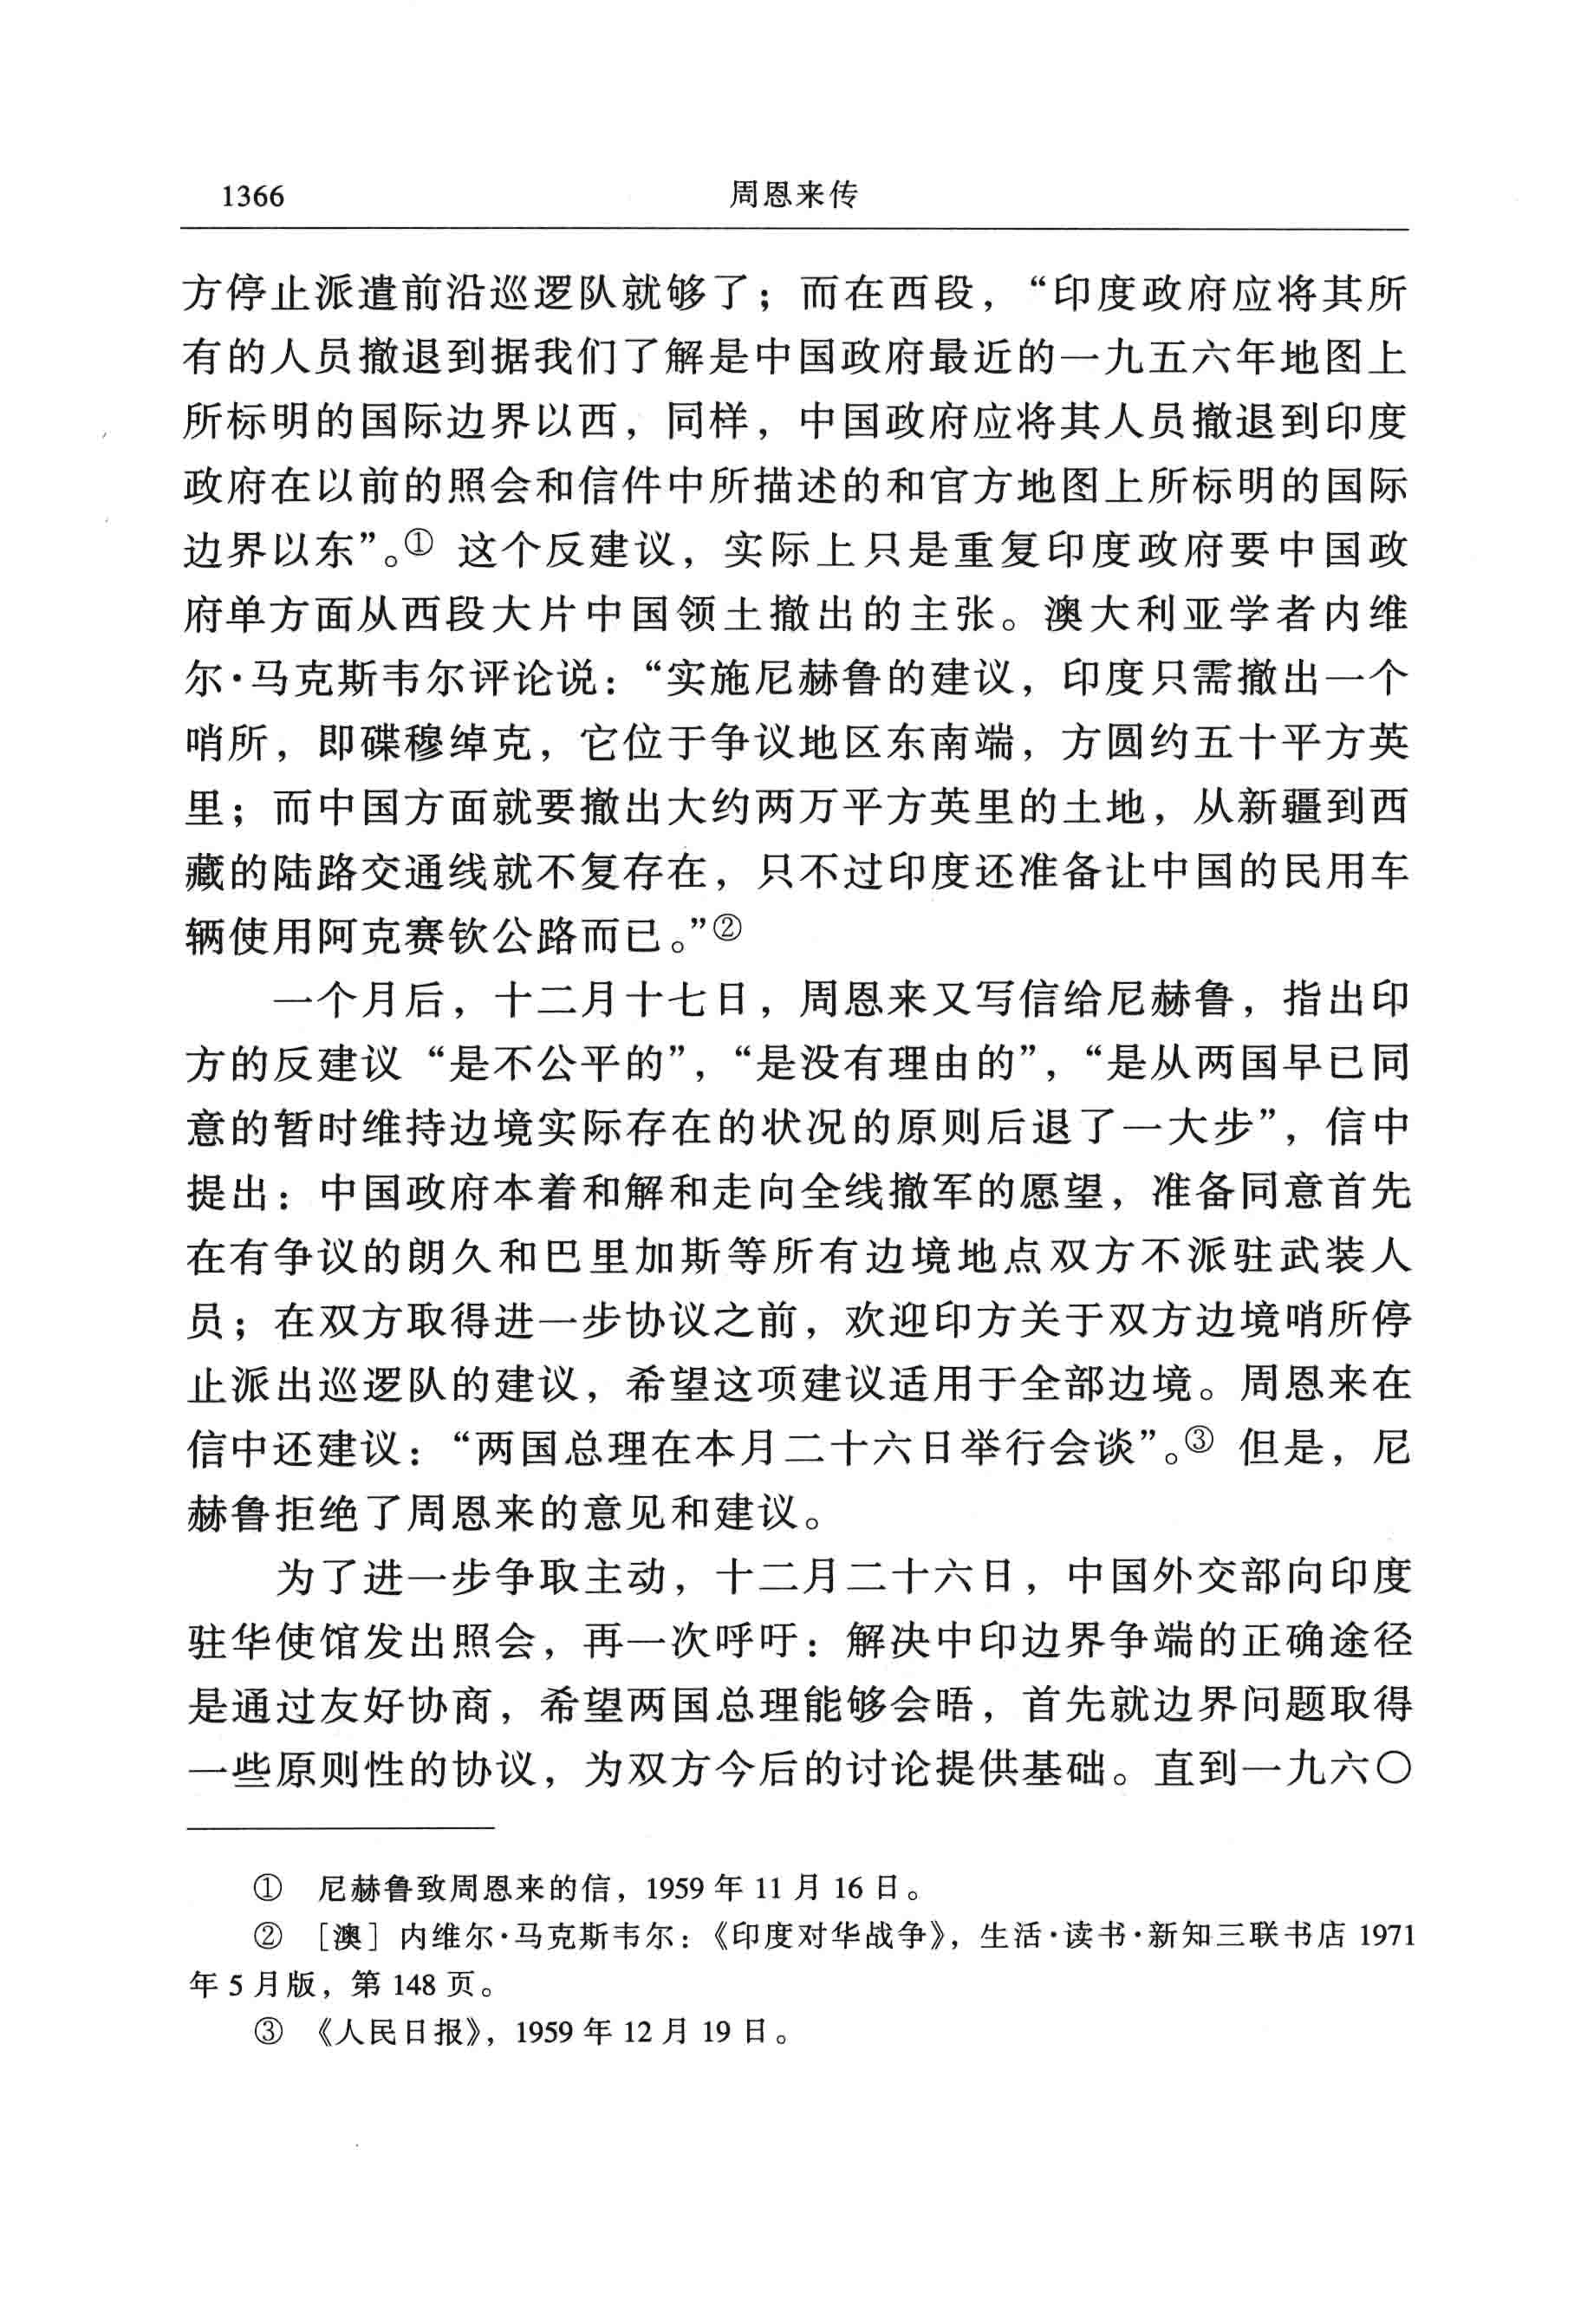 1366 周恩来传
方停止派遣前沿巡逻队就够了；而在西段，“印度政府应将其所
有的人员撤退到据我们了解是中国政府最近的一九五六年地图上
所标明的国际边界以西，同样，中国政府应将其人员撤退到印度
政府在以前的照会和信件中所描述的和官方地图上所标明的国际
边界以东”。① 这个反建议，实际上只是重复印度政府要中国政
府单方面从西段大片中国领土撤出的主张。澳大利亚学者内维
尔·马克斯韦尔评论说：“实施尼赫鲁的建议，印度只需撤出一个
哨所，即碟穆绰克，它位于争议地区东南端，方圆约五十平方英
里；而中国方面就要撤出大约两万平方英里的土地，从新疆到西
藏的陆路交通线就不复存在，只不过印度还准备让中国的民用车
辆使用阿克赛钦公路而已。”②
一个月后，十二月十七日，周恩来又写信给尼赫鲁，指出印
方的反建议“是不公平的”，“是没有理由的”，“是从两国早已同
意的暂时维持边境实际存在的状况的原则后退了一大步”，信中
提出：中国政府本着和解和走向全线撤军的愿望，准备同意首先
在有争议的朗久和巴里加斯等所有边境地点双方不派驻武装人
员；在双方取得进一步协议之前，欢迎印方关于双方边境哨所停
止派出巡逻队的建议，希望这项建议适用于全部边境。周恩来在
信中还建议：“两国总理在本月二十六日举行会谈”。③ 但是，尼
赫鲁拒绝了周恩来的意见和建议。
为了进一步争取主动，十二月二十六日，中国外交部向印度
驻华使馆发出照会，再一次呼吁：解决中印边界争端的正确途径
是通过友好协商，希望两国总理能够会晤，首先就边界问题取得
一些原则性的协议，为双方今后的讨论提供基础。直到一九六〇
① 尼赫鲁致周恩来的信，1959 年 11 月 16 日。
② ［澳］内维尔·马克斯韦尔：《印度对华战争》，生活·读书·新知三联书店 1971
年 5 月版，第 148 页。
③ 《人民日报》，1959 年 12 月 19 日。